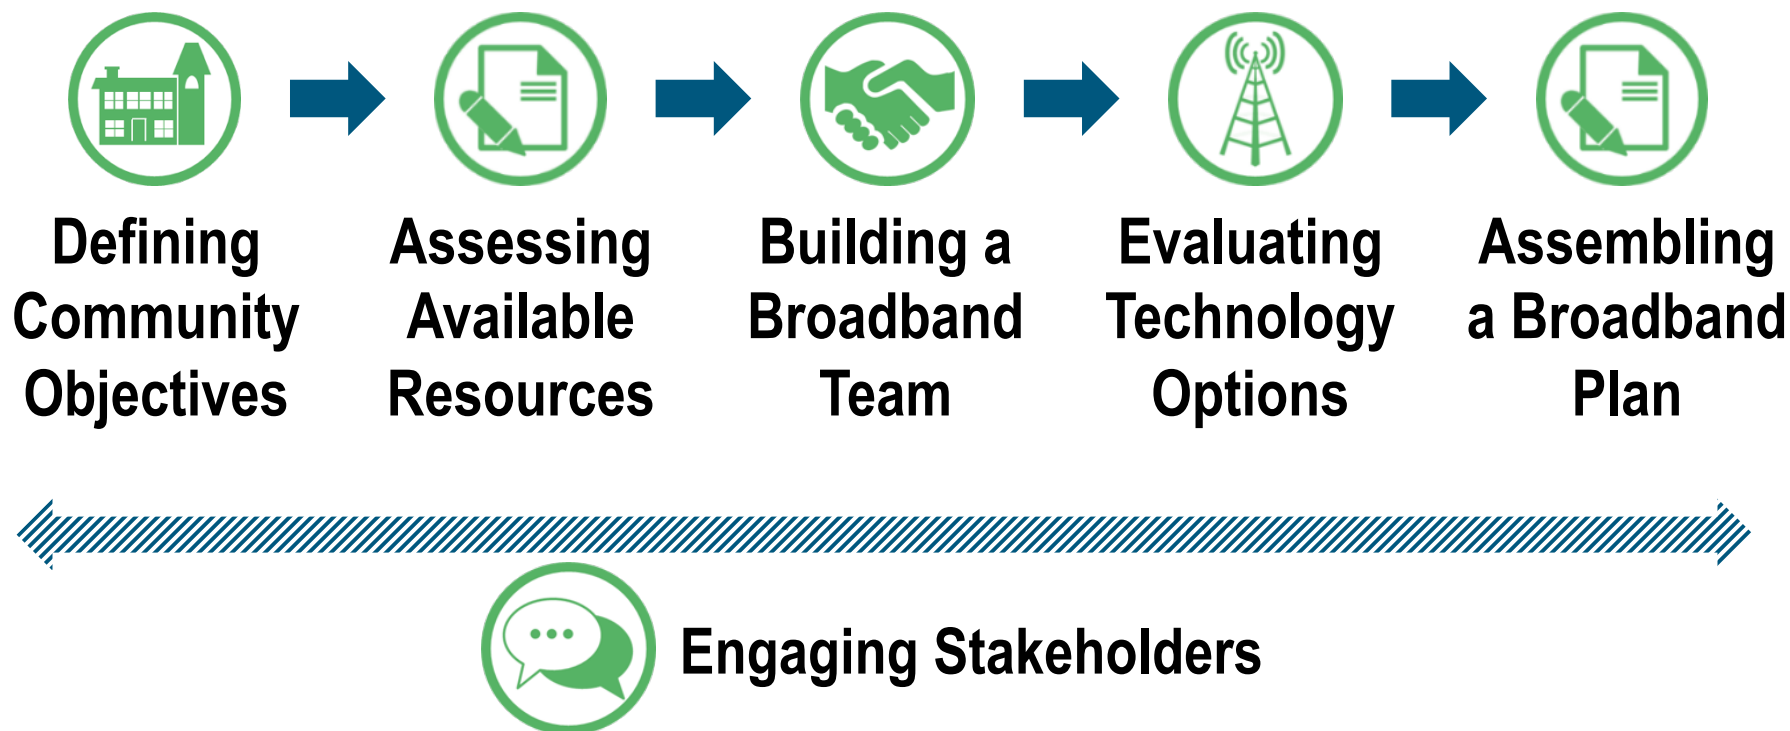 Defining
Community
Objectives
Assessing
Available
Resources
Building a
Broadband
Team
Evaluating
Technology
Options
Assembling
a Broadband
Plan
Engaging Stakeholders